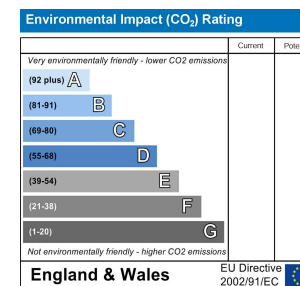 Environmental Impact (CO₂) Rating
Current
Very environmentally friendly - lower CO2 emissions
(92 plus) A
(81-91) B
(69-80) C
(55-68) D
(39-54) E
(21-38) F
(1-20) G
Not environmentally friendly - higher CO2 emissions
England & Wales
EU Directive
2002/91/EC